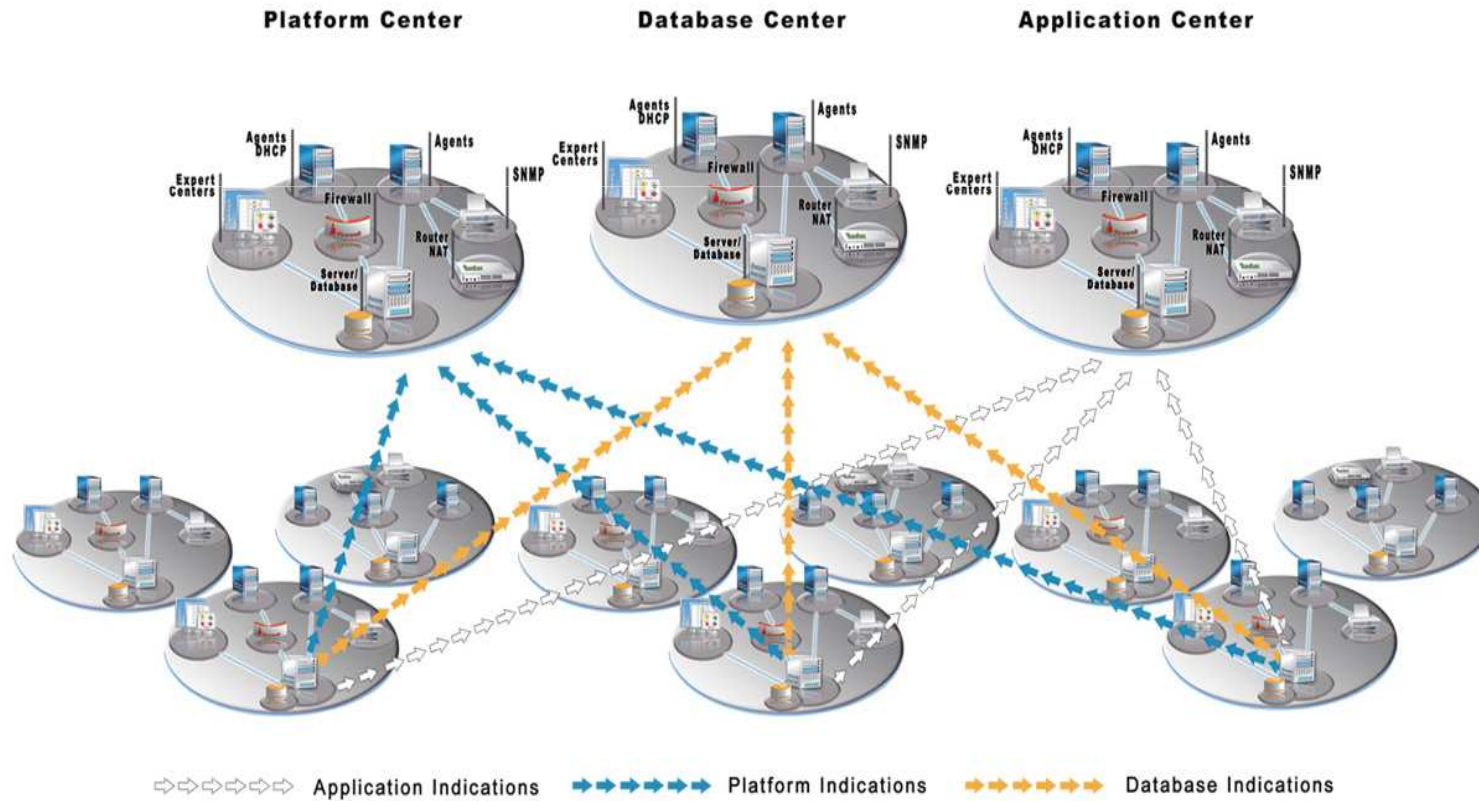 Platform Center
Database Center
Application Center
Agents
DHCP
Agents
Expert
Centers
SNMP
Firewall
Router
NAT
Server/
Database
Agents
DHCP
Agents
Expert
Centers
SNMP
Firewall
Router
NAT
Server/
Database
Agents
DHCP
Agents
Expert
Centers
SNMP
Firewall
Router
NAT
Server/
Database
Application Indications
Platform Indications
Database Indications